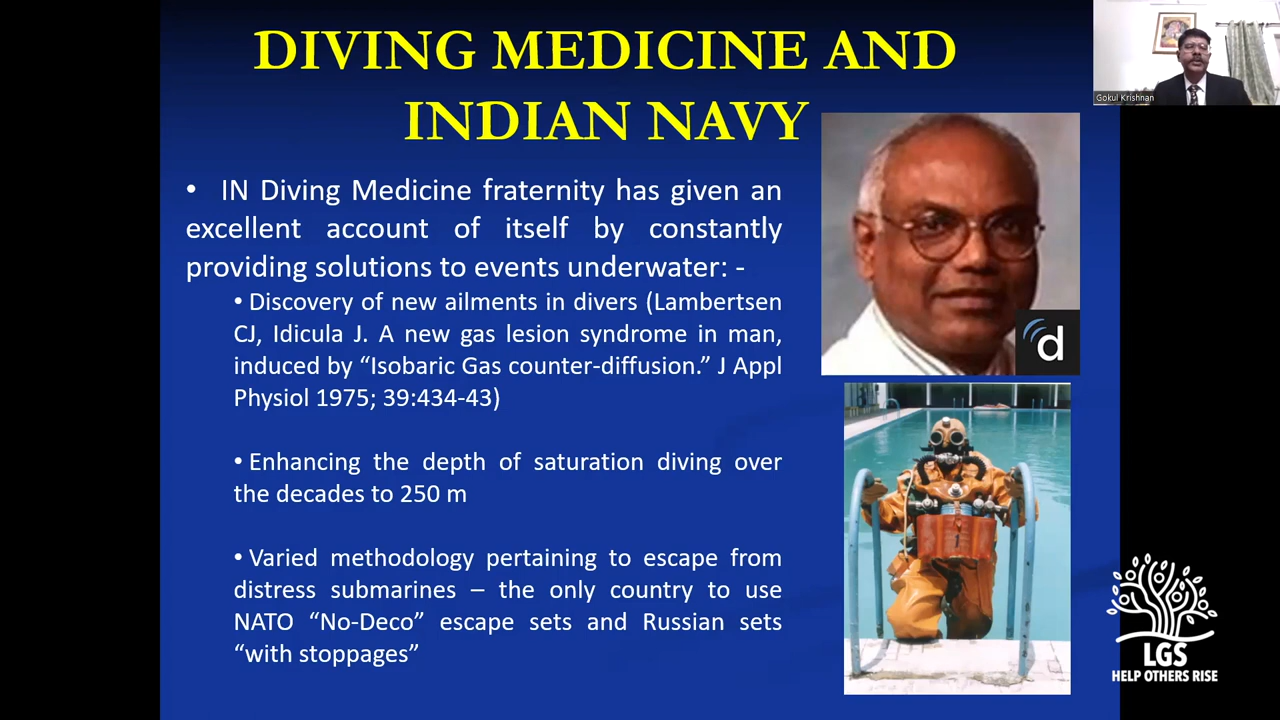 DIVING MEDICINE AND
INDIAN NAVY
Gokul Krishnan
• IN Diving Medicine fraternity has given an
excellent account of itself by constantly
providing solutions to events underwater: -
• Discovery of new ailments in divers (Lambertsen
CJ, Idicula J. A new gas lesion syndrome in man,
induced by “Isobaric Gas counter-diffusion.” J Appl
Physiol 1975; 39:434-43)
• Enhancing the depth of saturation diving over
the decades to 250 m
• Varied methodology pertaining to escape from
distress submarines – the only country to use
NATO “No-Deco” escape sets and Russian sets
“with stoppages”
d
1
LGS
HELP OTHERS RISE